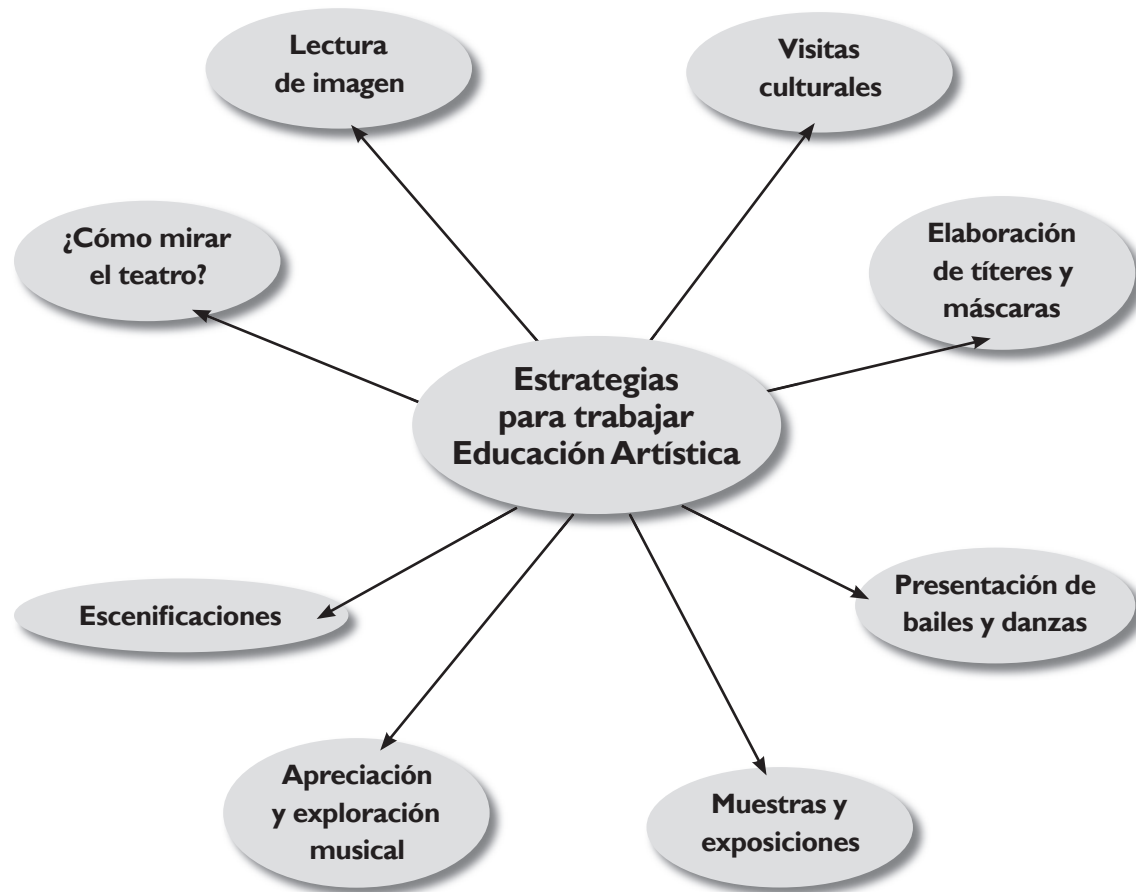 Lectura
de imagen
Visitas
culturales
¿Cómo mirar
el teatro?
Elaboración
de títeres y
máscaras
Estrategias
para trabajar
Educación Artística
Escenificaciones
Presentación de
bailes y danzas
Apreciación
y exploración
musical
Muestras y
exposiciones